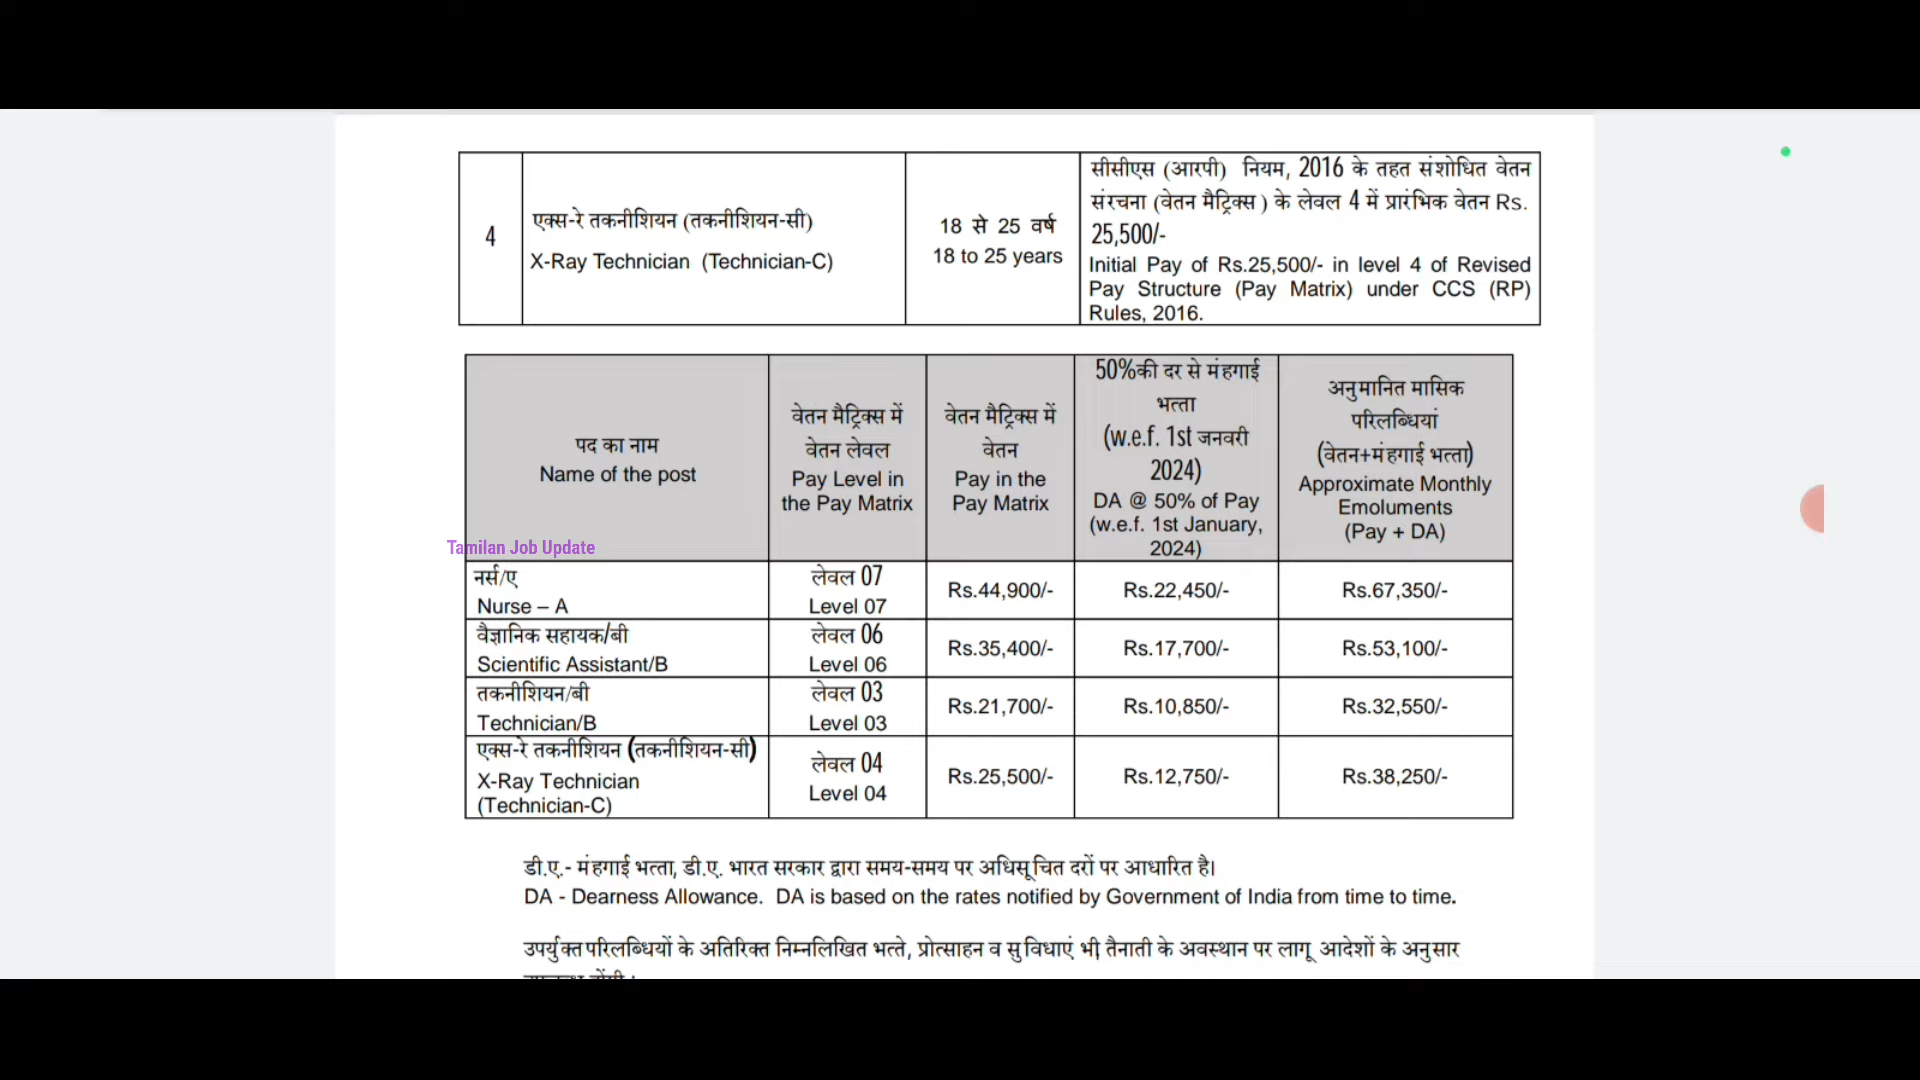 4
एक्स-रे तकनीशियन (तकनीशियन-सी)
X-Ray Technician (Technician-C)
18 से 25 वर्ष
18 to 25 years
सीसीएस (आरपी) नियम, 2016 के तहत संशोधित वेतन
संरचना (वेतन मैट्रिक्स) के लेवल 4 में प्रारंभिक वेतन Rs.
25,500/-
Initial Pay of Rs.25,500/- in level 4 of Revised
Pay Structure (Pay Matrix) under CCS (RP)
Rules, 2016.
पद का नाम
Name of the post
वेतन मैट्रिक्स में
वेतन लेवल
Pay Level in
the Pay Matrix
वेतन मैट्रिक्स में
वेतन
Pay in the
Pay Matrix
50%की दर से मंहगाई
भत्ता
(w.e.f. 1st जनवरी
2024)
DA @ 50% of Pay
(w.e.f. 1st January,
2024)
अनुमानित मासिक
परिलब्धियां
(वेतन+मंहगाई भत्ता)
Approximate Monthly
Emoluments
(Pay + DA)
Tamilan Job Update
नर्स/ए
Nurse – A
लेवल 07
Level 07
Rs.44,900/-
Rs.22,450/-
Rs.67,350/-
वैज्ञानिक सहायक/बी
Scientific Assistant/B
लेवल 06
Level 06
Rs.35,400/-
Rs.17,700/-
Rs.53,100/-
तकनीशियन/बी
Technician/B
लेवल 03
Level 03
Rs.21,700/-
Rs.10,850/-
Rs.32,550/-
एक्स-रे तकनीशियन (तकनीशियन-सी)
X-Ray Technician
(Technician-C)
लेवल 04
Level 04
Rs.25,500/-
Rs.12,750/-
Rs.38,250/-
डी.ए.- मंहगाई भत्ता, डी.ए. भारत सरकार द्वारा समय-समय पर अधिसूचित दरों पर आधारित है।
DA - Dearness Allowance. DA is based on the rates notified by Government of India from time to time.
उपर्युक्त परिलब्धियों के अतिरिक्त निम्नलिखित भत्ते, प्रोत्साहन व सुविधाएं भी, तैनाती के अवस्थान पर लागू आदेशों के अनुसार